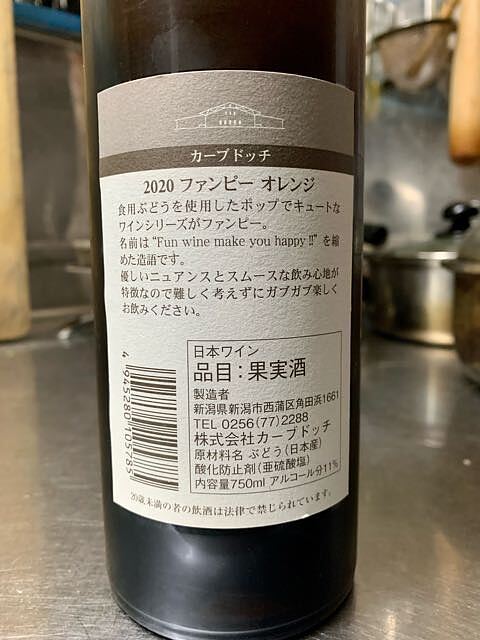 カーブドッチ
2020 ファンピー オレンジ
食用ぶどうを使用したポップでキュートな
ワインシリーズがファンピー。
名前は“Fun wine make you happy !!”を縮
めた造語です。
優しいニュアンスとスムースな飲み心地が
特徴なので難しく考えずにガブガブ楽しく
お飲みください。
日本ワイン
品目：果実酒
製造者
新潟県新潟市西蒲区角田浜1661
TEL 0256(77)2288
株式会社カーブドッチ
原材料名 ぶどう(日本産)
酸化防止剤(亜硫酸塩)
内容量750ml アルコール分11%
4 945280 105785
20歳未満の者の飲酒は法律で禁じられています。